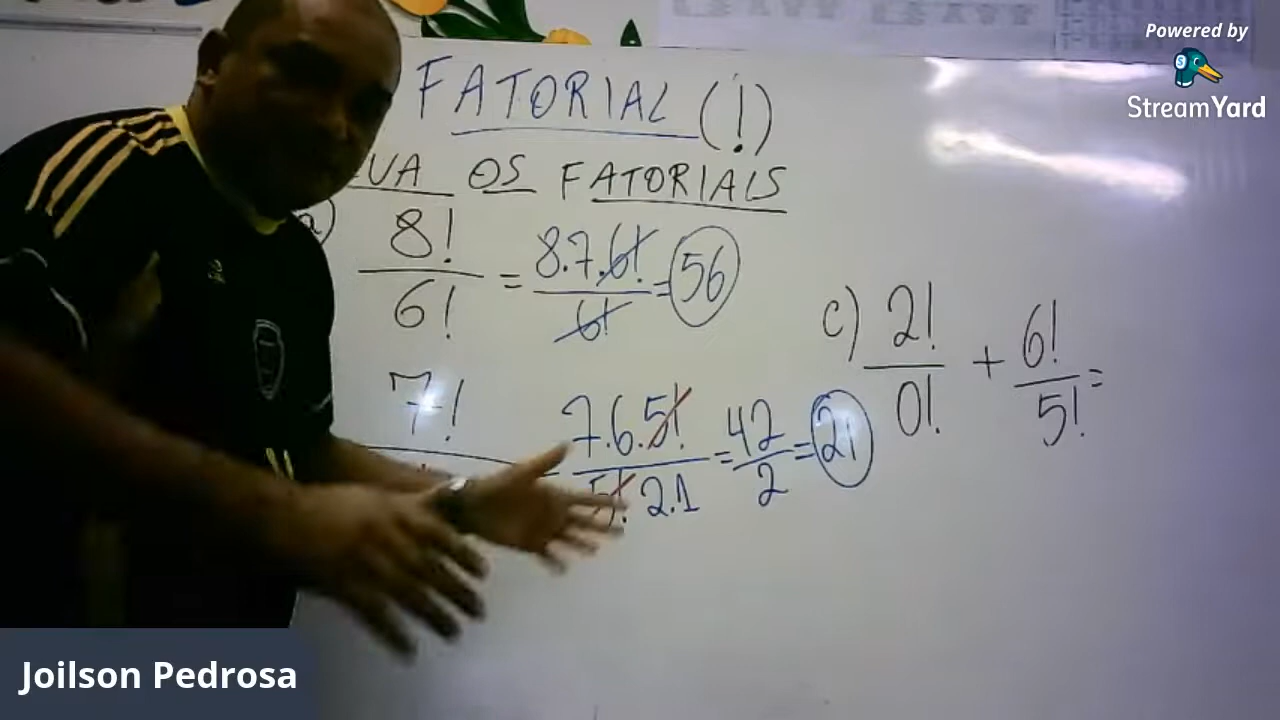 Powered by
StreamYard
FATORIAL (!)
OS FATORIAIS
a) 8!/6! = 8.7.6!/6! = 56
7! = 7.6.5!/5!2.1 = 42/2 = 21
c) 2!/0! + 6!/5! =
Joilson Pedrosa